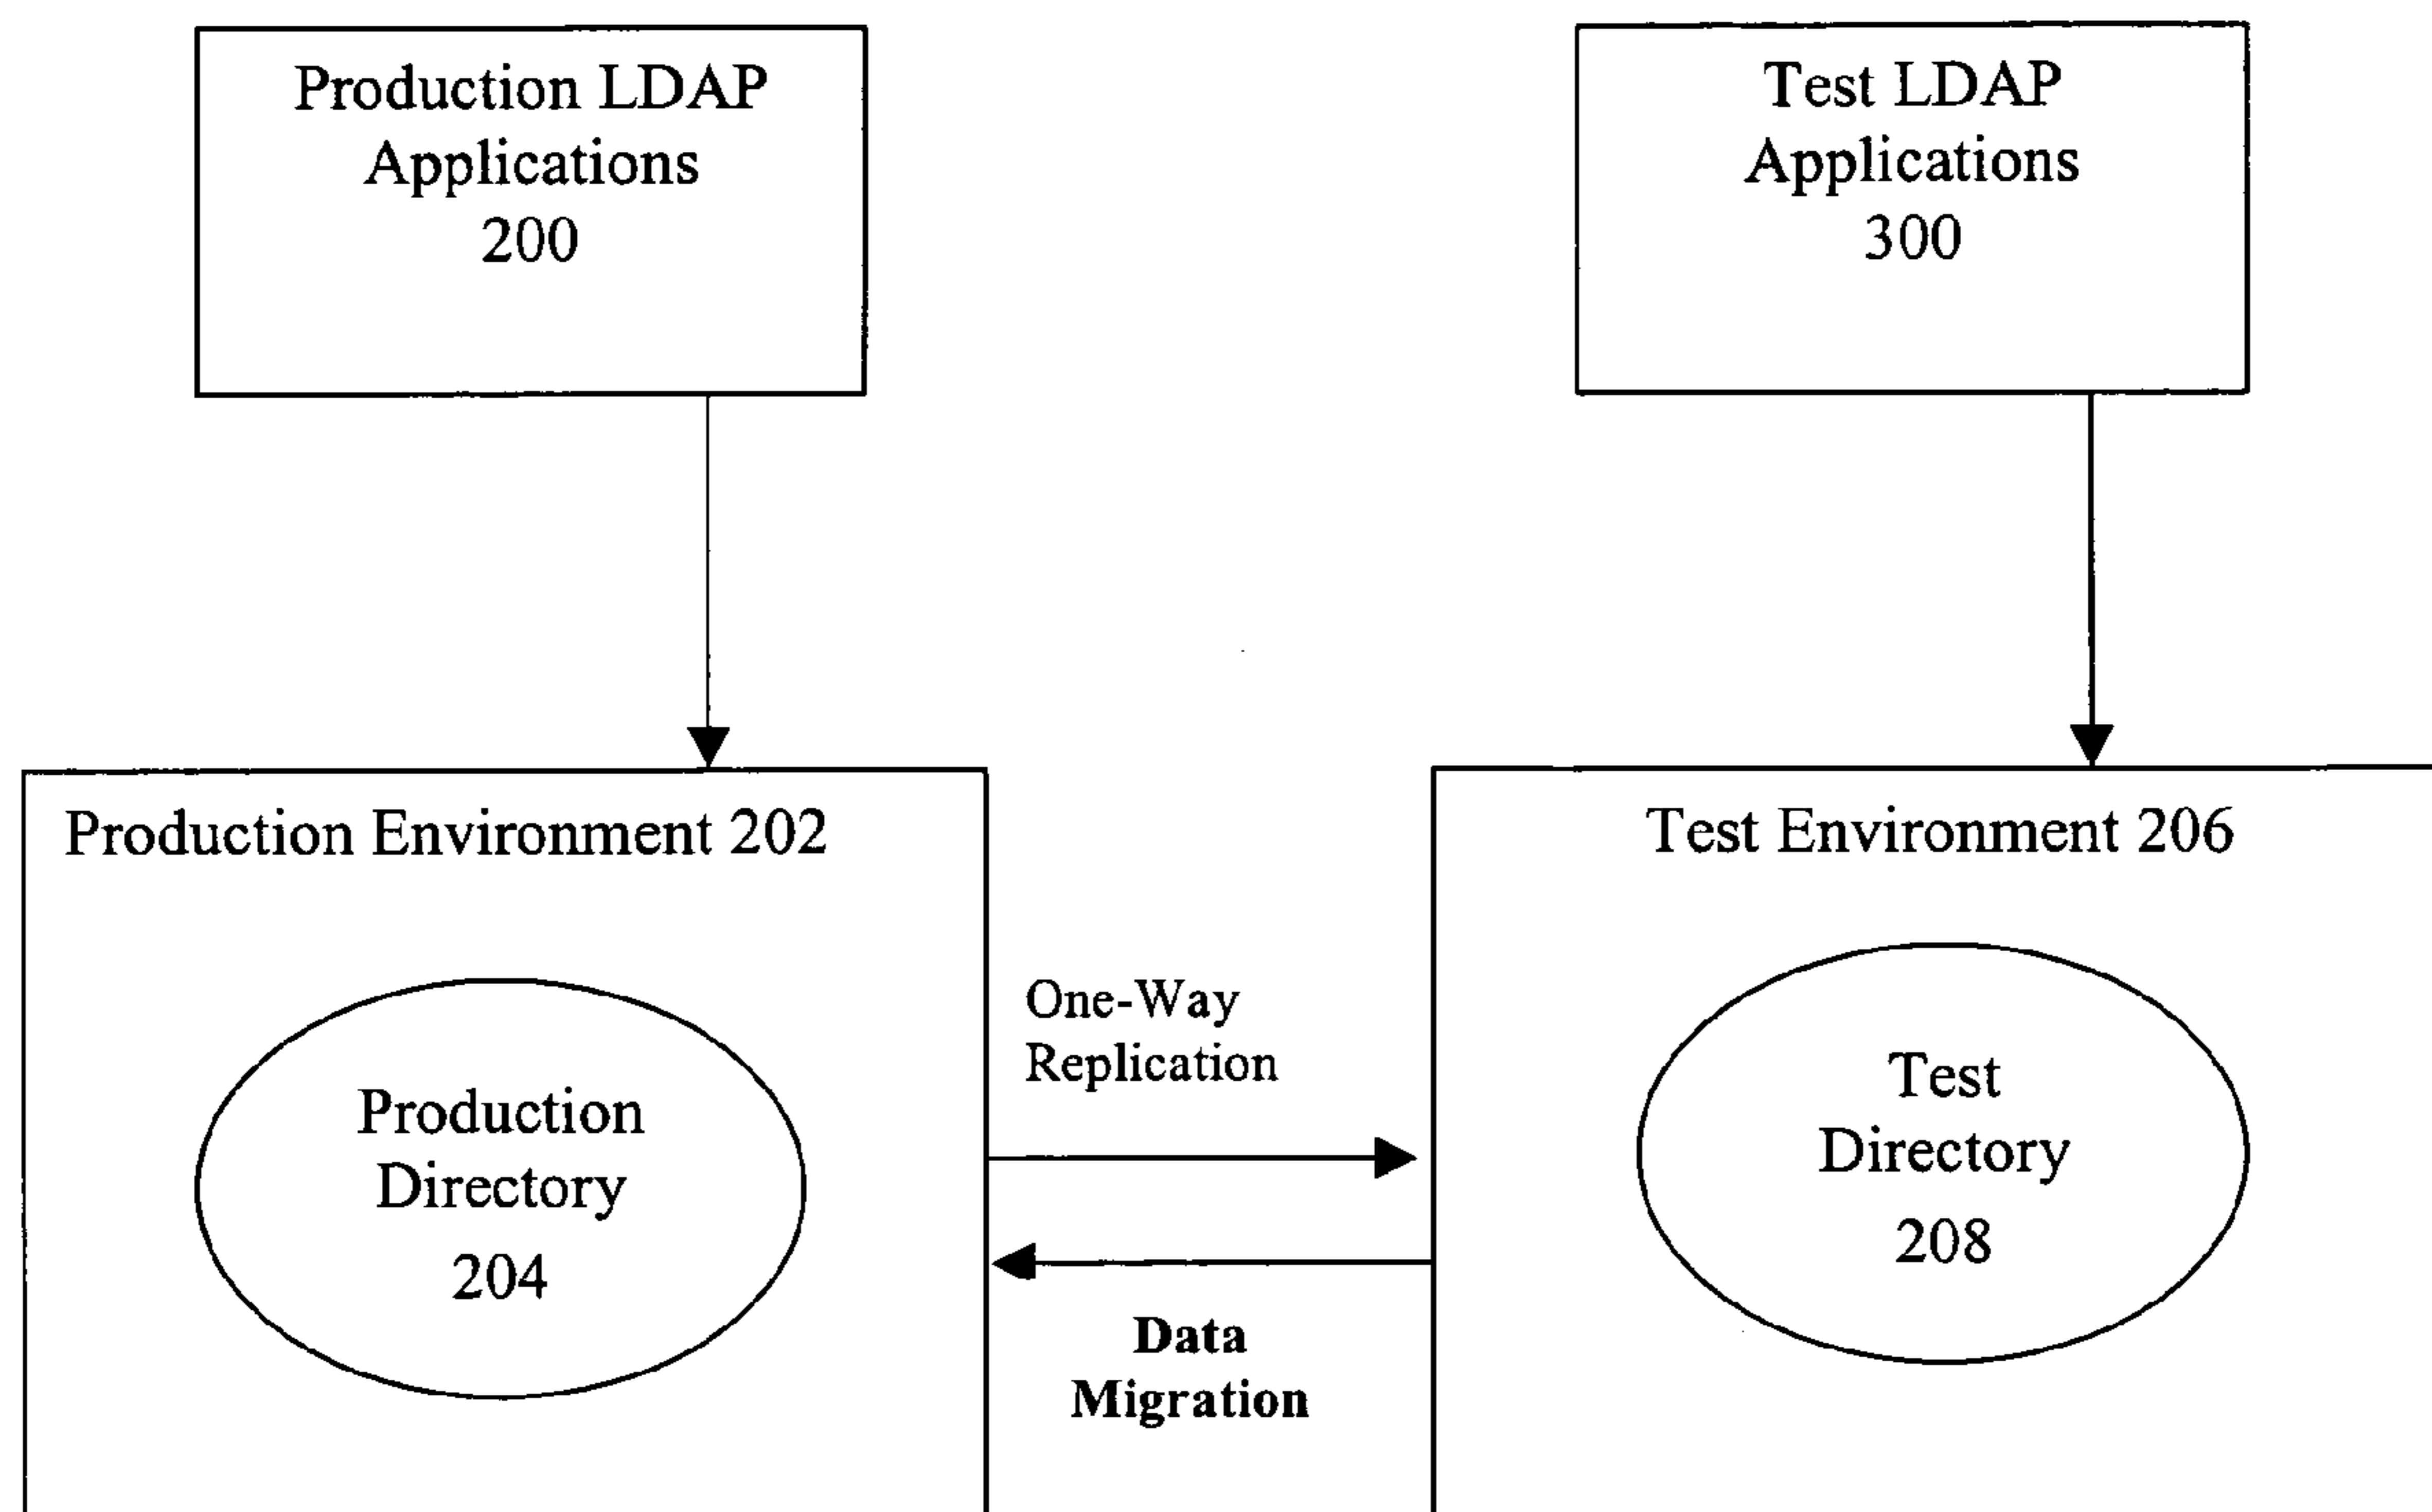 Production LDAP
Applications
200
Test LDAP
Applications
300
Production Environment 202
Test Environment 206
One-Way
Replication
Production
Directory
204
Test
Directory
208
Data
Migration